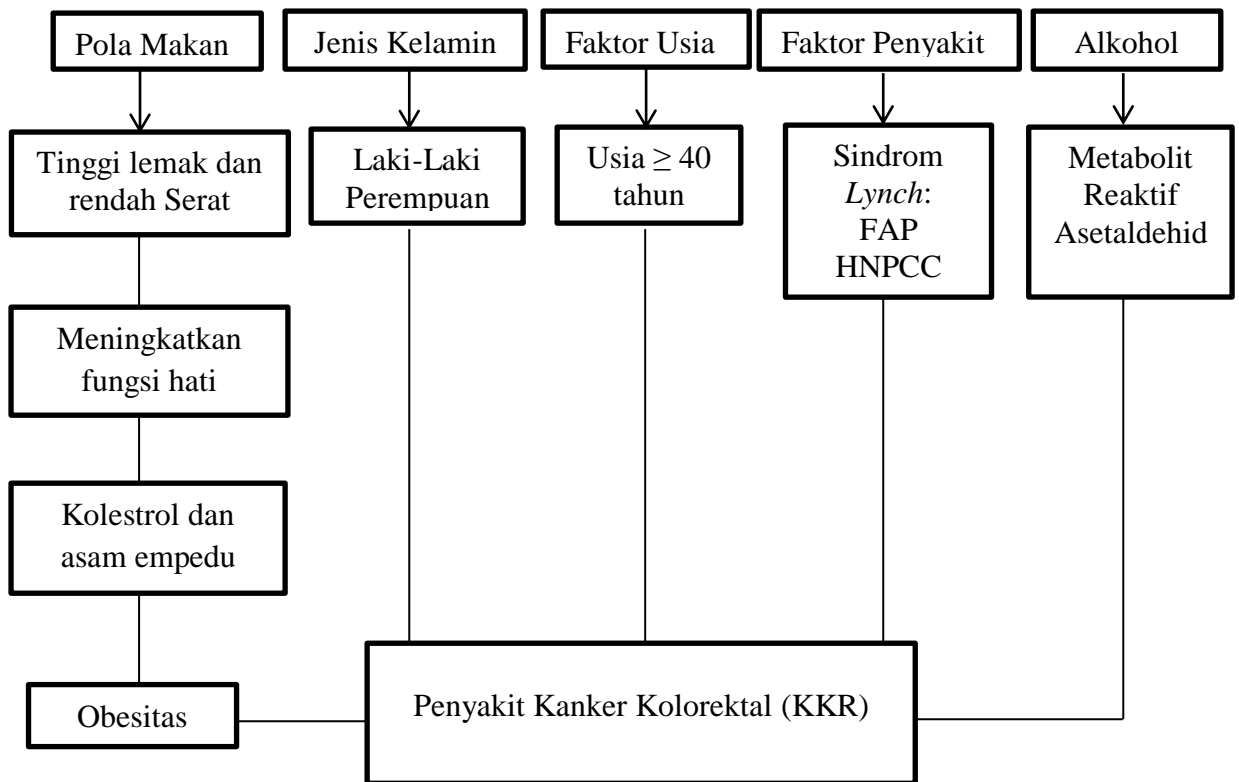 Pola Makan
Jenis Kelamin
Faktor Usia
Faktor Penyakit
Alkohol
Tinggi lemak dan
rendah Serat
Laki-Laki
Perempuan
Usia ≥ 40
tahun
Sindrom
Lynch:
FAP
HNPCC
Metabolit
Reaktif
Asetaldehid
Meningkatkan
fungsi hati
Kolestrol dan
asam empedu
Obesitas
Penyakit Kanker Kolorektal (KKR)